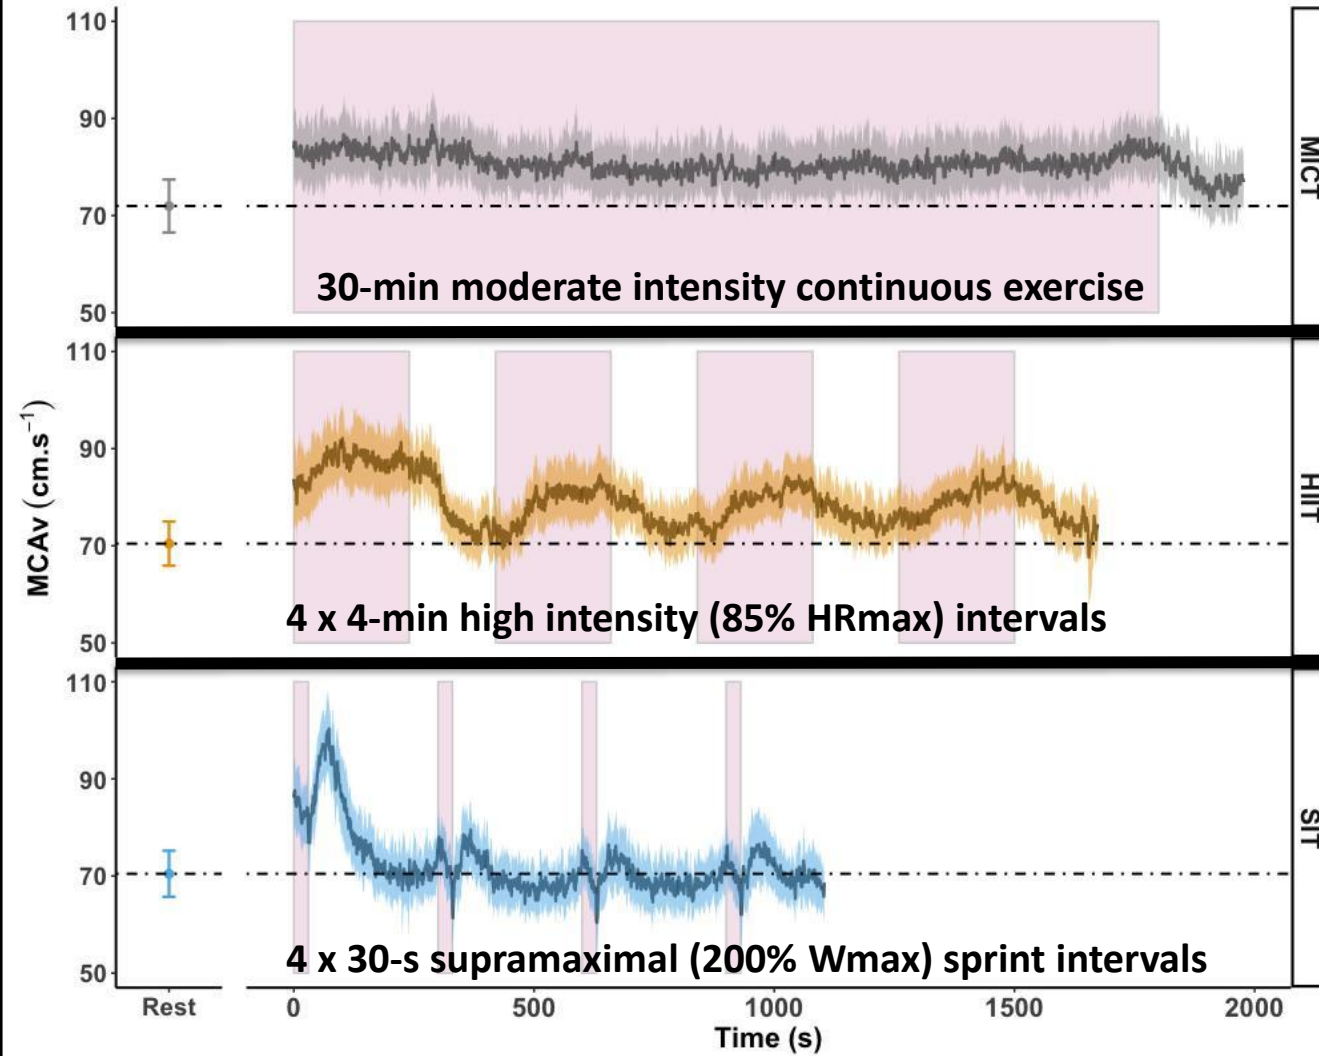 110
90
70
50
30-min moderate intensity continuous exercise
MICT
110
90
70
50
4 x 4-min high intensity (85% HRmax) intervals
HIIT
MCAv (cm.s⁻¹)
110
90
70
50
4 x 30-s supramaximal (200% Wmax) sprint intervals
SIT
Rest 0 500 1000 1500 2000
Time (s)